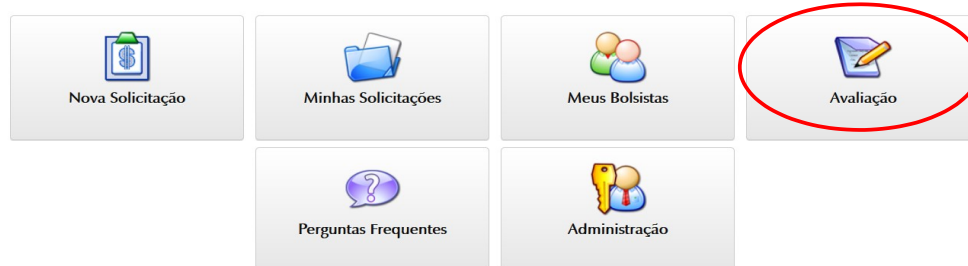 Nova Solicitação
Minhas Solicitações
Meus Bolsistas
Avaliação
Perguntas Frequentes
Administração